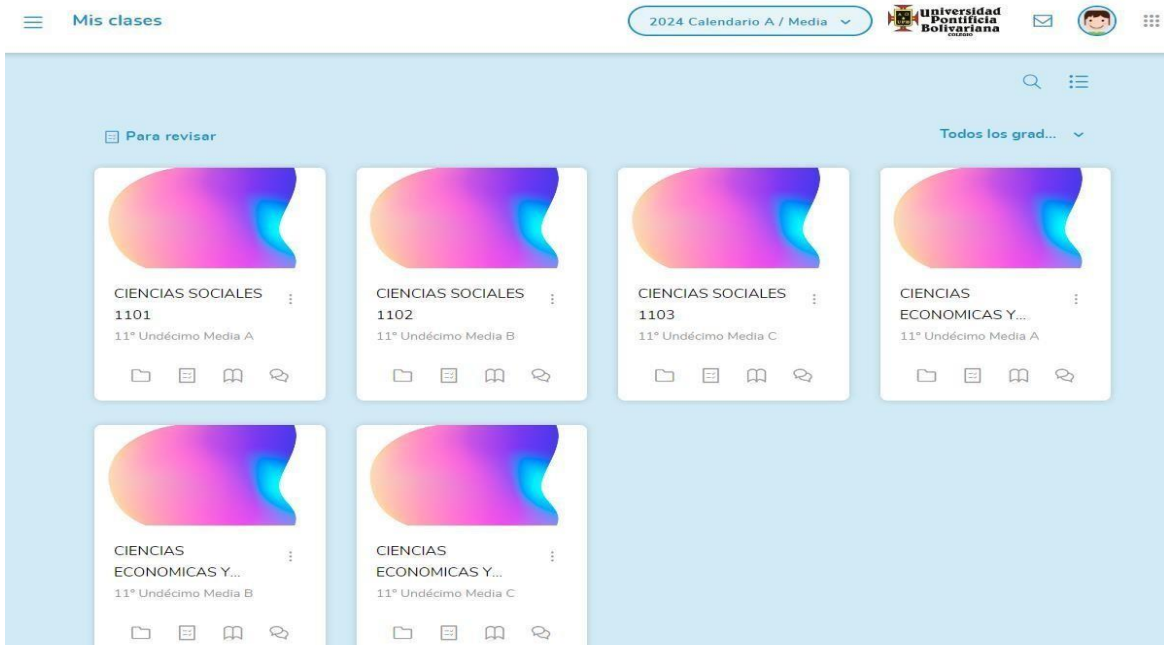 Mis clases
2024 Calendario A / Media
Universidad
Pontificia
Bolivariana
COLEGIO
UPB
Para revisar
Todos los grad...
CIENCIAS SOCIALES
1101
11° Undécimo Media A
CIENCIAS SOCIALES
1102
11° Undécimo Media B
CIENCIAS SOCIALES
1103
11° Undécimo Media C
CIENCIAS
ECONOMICAS Y...
11° Undécimo Media A
CIENCIAS
ECONOMICAS Y...
11° Undécimo Media B
CIENCIAS
ECONOMICAS Y...
11° Undécimo Media C